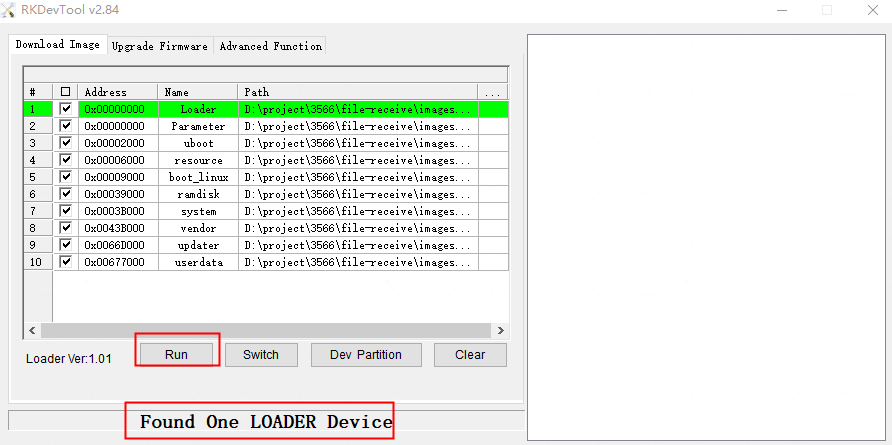 RKDevTool v2.84
Download Image Upgrade Firmware Advanced Function
# Address Name Path ...
1 0x00000000 Loader D:\project\3566\file-receive\images...
2 0x00000000 Parameter D:\project\3566\file-receive\images...
3 0x00002000 uboot D:\project\3566\file-receive\images...
4 0x00006000 resource D:\project\3566\file-receive\images...
5 0x00009000 boot_linux D:\project\3566\file-receive\images...
6 0x00039000 ramdisk D:\project\3566\file-receive\images...
7 0x0003B000 system D:\project\3566\file-receive\images...
8 0x0043B000 vendor D:\project\3566\file-receive\images...
9 0x0066D000 updater D:\project\3566\file-receive\images...
10 0x00677000 userdata D:\project\3566\file-receive\images...
Loader Ver:1.01 Run Switch Dev Partition Clear
Found One LOADER Device